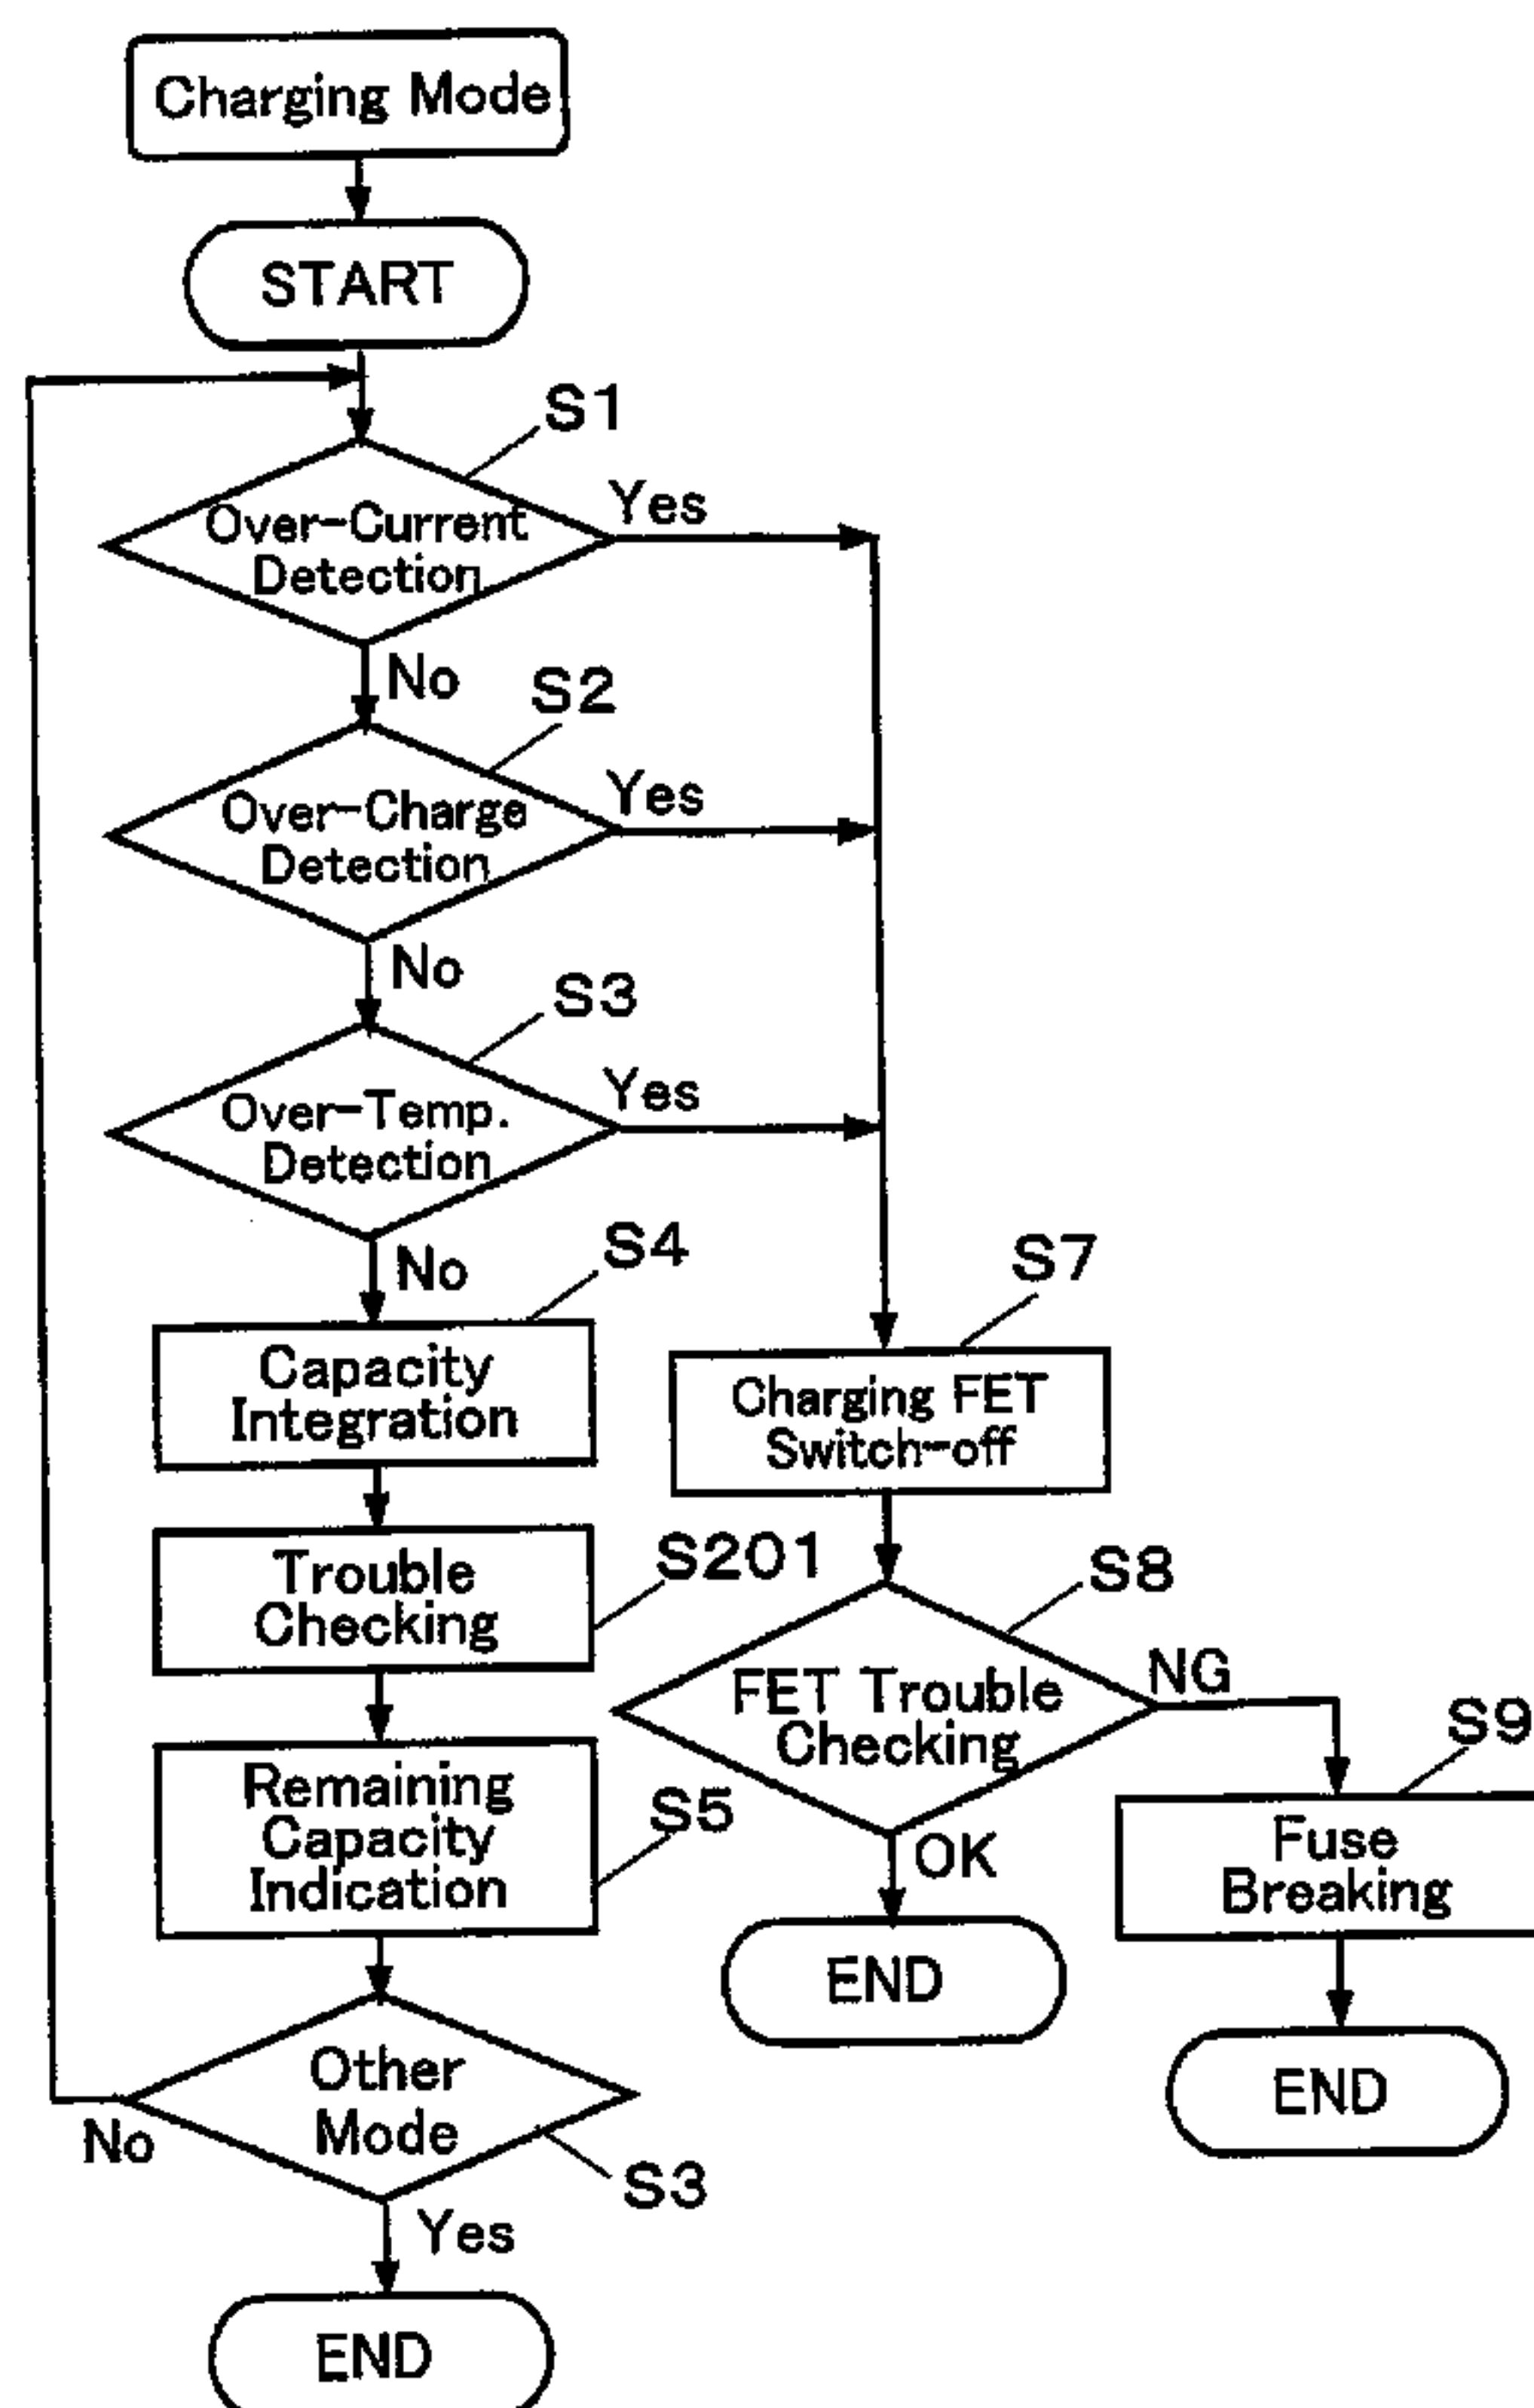 Charging Mode
START
S1
Over-Current
Detection
Yes
No
S2
Over-Charge
Detection
Yes
No
S3
Over-Temp.
Detection
Yes
No
S4
Capacity
Integration
S7
Charging FET
Switch-off
Trouble
Checking
S201
S8
FET Trouble
Checking
NG
OK
S9
Fuse
Breaking
Remaining
Capacity
Indication
S5
END
END
Other
Mode
No
S3
Yes
END